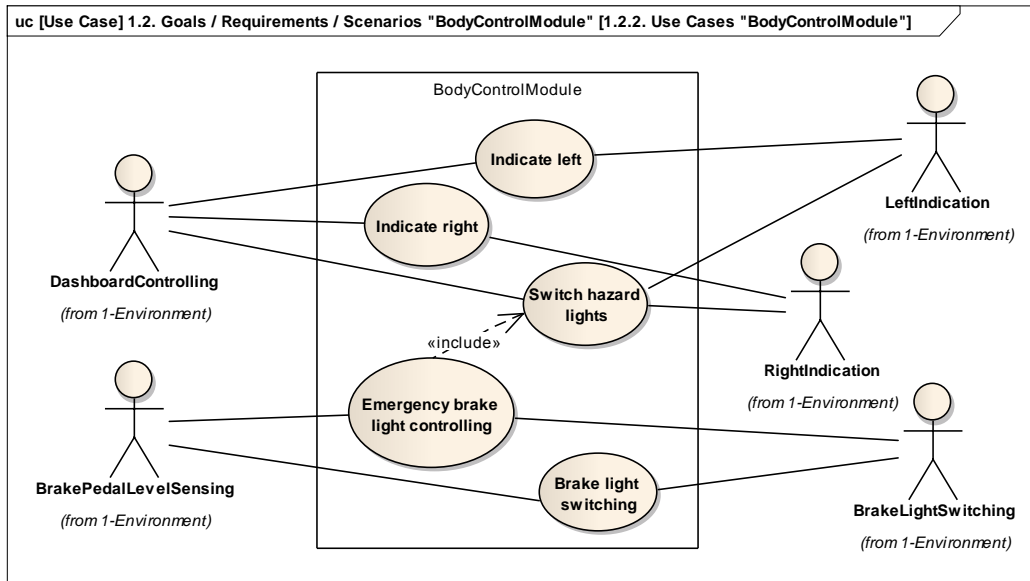 uc [Use Case] 1.2. Goals / Requirements / Scenarios "BodyControlModule" [1.2.2. Use Cases "BodyControlModule"]
BodyControlModule
Indicate left
LeftIndication
(from 1-Environment)
Indicate right
DashboardControlling
(from 1-Environment)
Switch hazard
lights
RightIndication
(from 1-Environment)
«include»
Emergency brake
light controlling
BrakePedalLevelSensing
(from 1-Environment)
Brake light
switching
BrakeLightSwitching
(from 1-Environment)